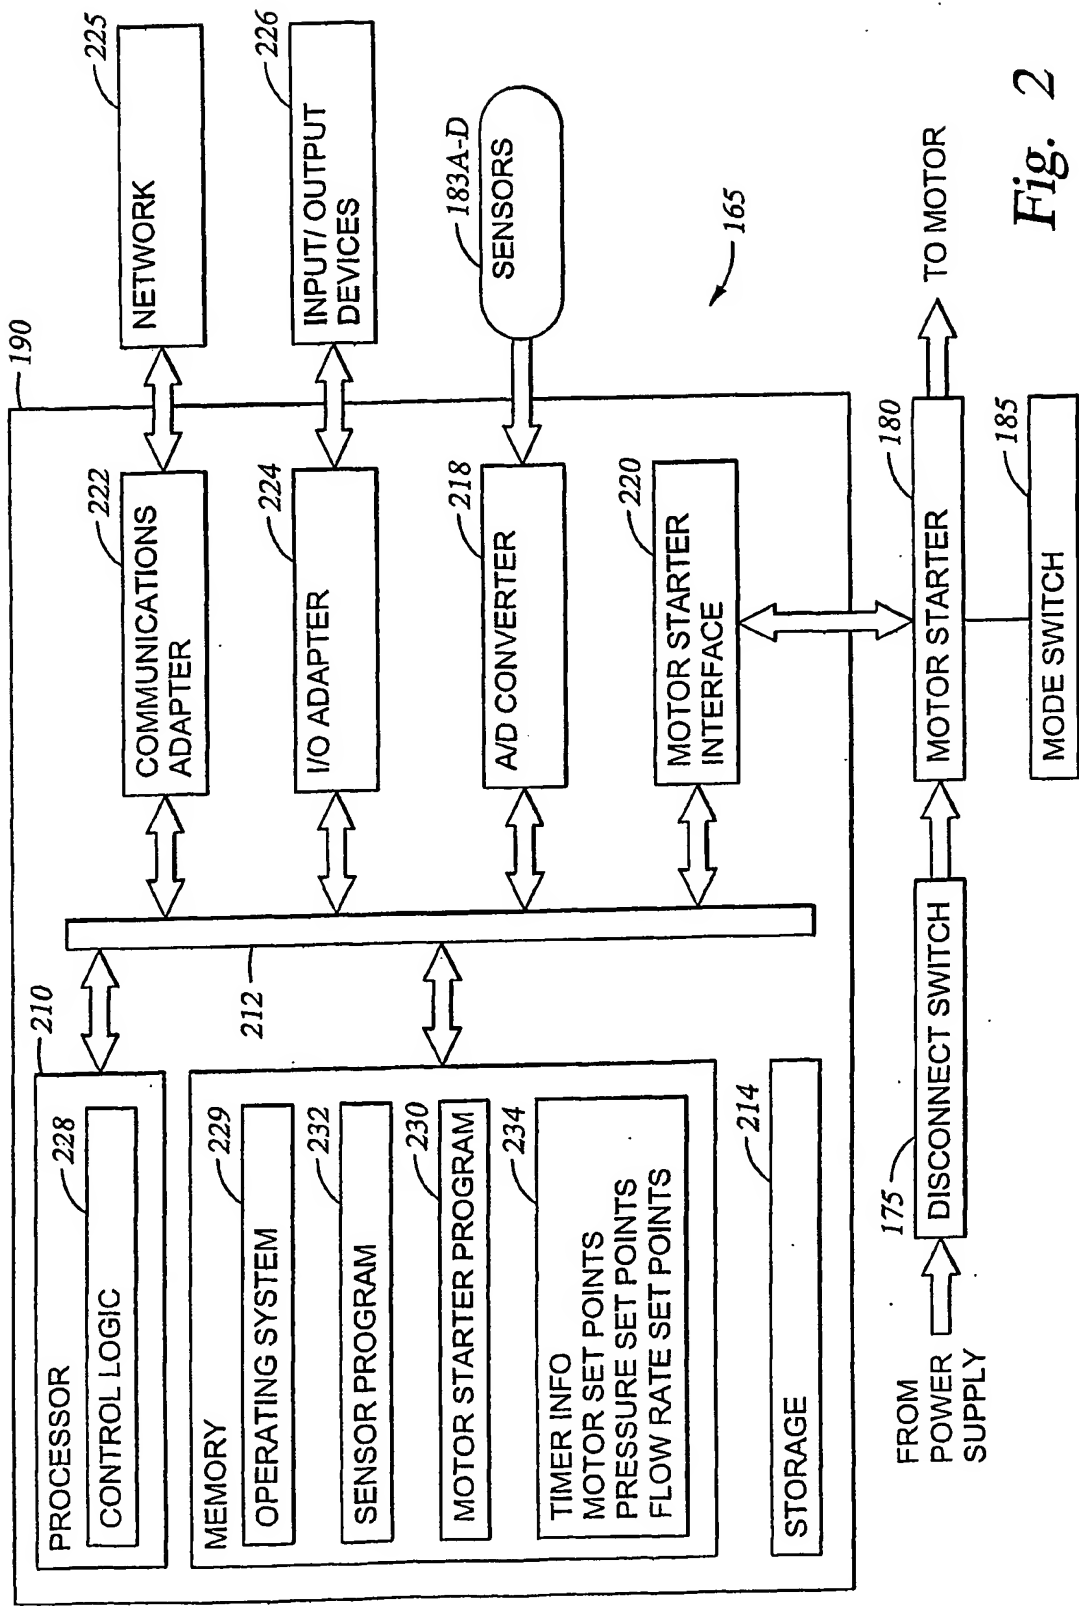 190
210
PROCESSOR
228
CONTROL LOGIC
MEMORY
229
OPERATING SYSTEM
232
SENSOR PROGRAM
230
MOTOR STARTER PROGRAM
234
TIMER INFO
MOTOR SET POINTS
PRESSURE SET POINTS
FLOW RATE SET POINTS
214
STORAGE
212
222
COMMUNICATIONS
ADAPTER
224
I/O ADAPTER
218
A/D CONVERTER
220
MOTOR STARTER
INTERFACE
225
NETWORK
226
INPUT/ OUTPUT
DEVICES
183A-D
SENSORS
165
FROM
POWER
SUPPLY
175
DISCONNECT SWITCH
180
MOTOR STARTER
TO MOTOR
185
MODE SWITCH
Fig. 2